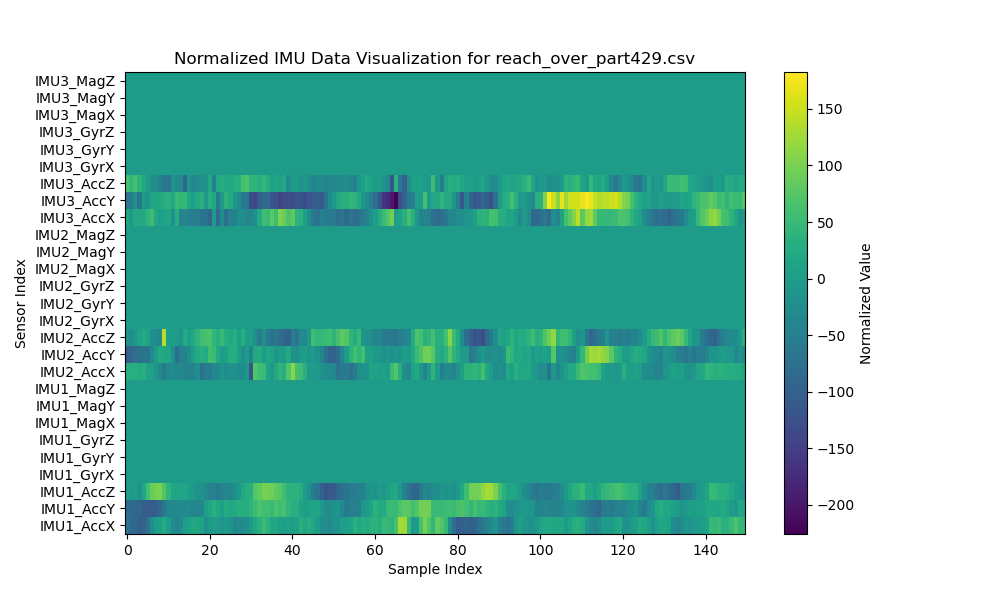 Normalized IMU Data Visualization for reach_over_part429.csv
IMU3_MagZ
IMU3_MagY
IMU3_MagX
IMU3_GyrZ
IMU3_GyrY
IMU3_GyrX
IMU3_AccZ
IMU3_AccY
IMU3_AccX
IMU2_MagZ
IMU2_MagY
IMU2_MagX
IMU2_GyrZ
IMU2_GyrY
IMU2_GyrX
IMU2_AccZ
IMU2_AccY
IMU2_AccX
IMU1_MagZ
IMU1_MagY
IMU1_MagX
IMU1_GyrZ
IMU1_GyrY
IMU1_GyrX
IMU1_AccZ
IMU1_AccY
IMU1_AccX
Sensor Index
0 20 40 60 80 100 120 140
Sample Index
150
100
50
0
−50
−100
−150
−200
Normalized Value